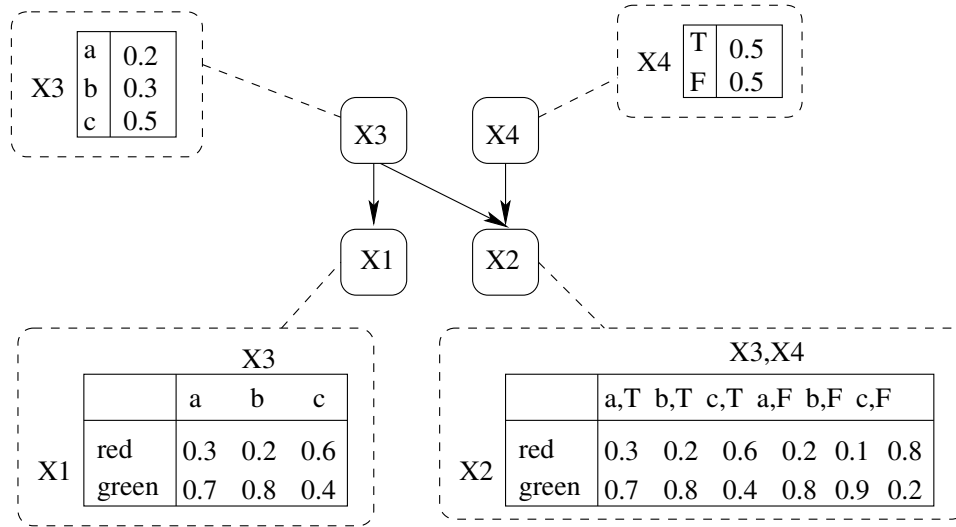 X3
a 0.2
b 0.3
c 0.5
X4
T 0.5
F 0.5
X3
X4
X1
X2
X3
a b c
X1
red 0.3 0.2 0.6
green 0.7 0.8 0.4
X3,X4
a,T b,T c,T a,F b,F c,F
X2
red 0.3 0.2 0.6 0.2 0.1 0.8
green 0.7 0.8 0.4 0.8 0.9 0.2